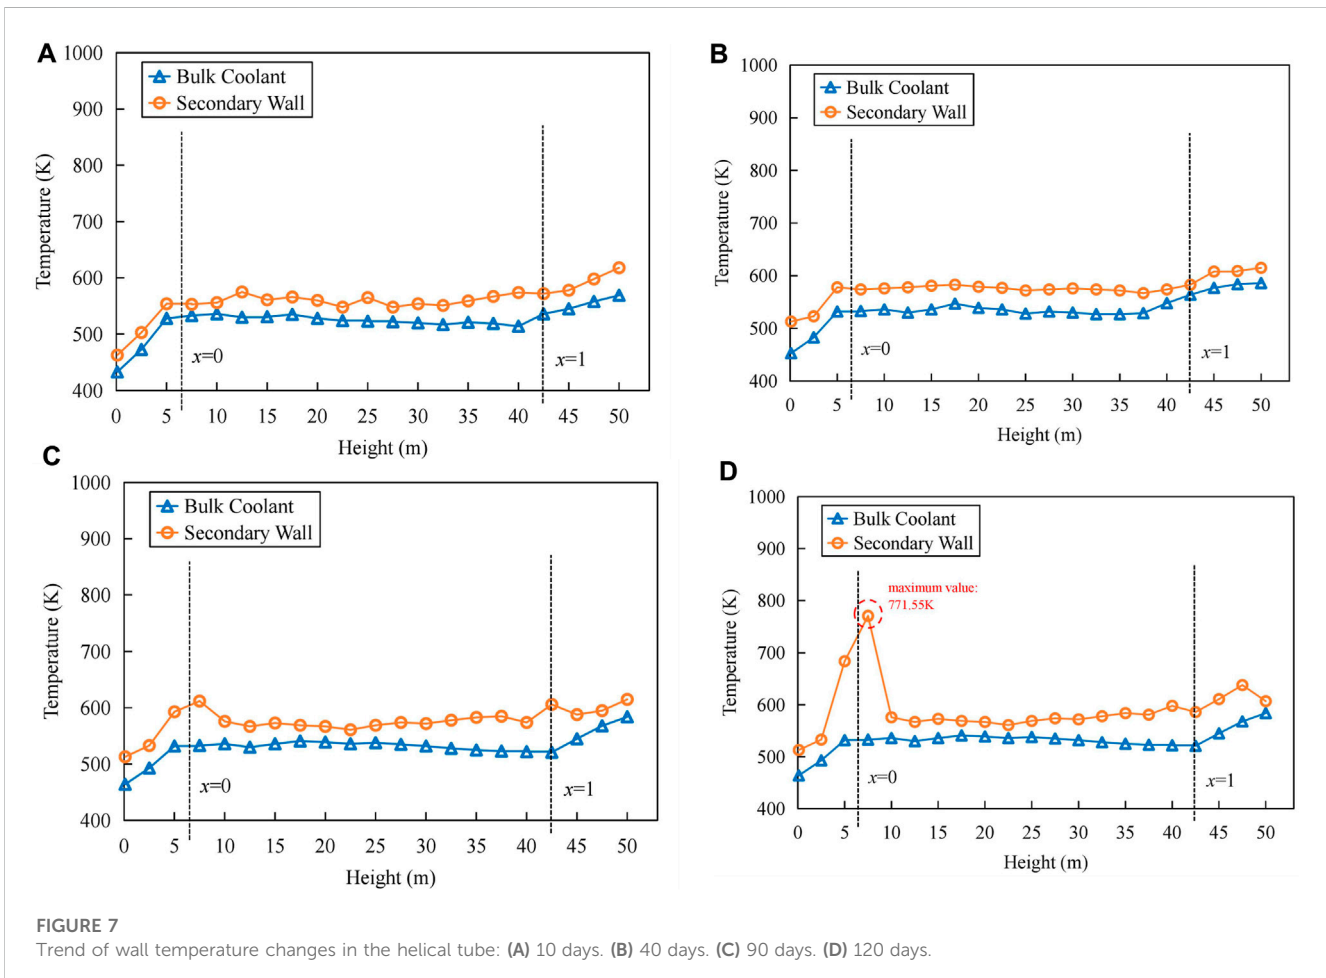 A
1000
900
800
700
600
500
400
Temperature (K)
Bulk Coolant
Secondary Wall
x=0
x=1
0 5 10 15 20 25 30 35 40 45 50
Height (m)
B
1000
900
800
700
600
500
400
Temperature (K)
Bulk Coolant
Secondary Wall
x=0
x=1
0 5 10 15 20 25 30 35 40 45 50
Height (m)
C
1000
900
800
700
600
500
400
Temperature (K)
Bulk Coolant
Secondary Wall
x=0
x=1
0 5 10 15 20 25 30 35 40 45 50
Height (m)
D
1000
900
800
700
600
500
400
Temperature (K)
Bulk Coolant
Secondary Wall
maximum value:
771.55K
x=0
x=1
0 5 10 15 20 25 30 35 40 45 50
Height (m)
FIGURE 7
Trend of wall temperature changes in the helical tube: (A) 10 days. (B) 40 days. (C) 90 days. (D) 120 days.